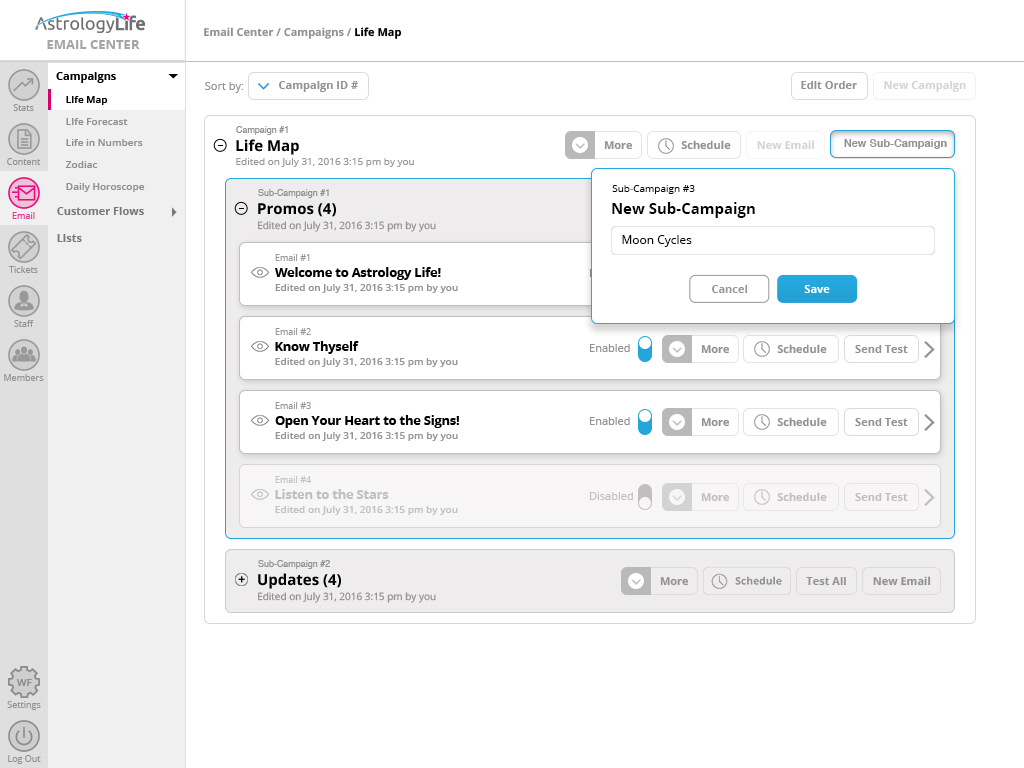 AstrologyLife
EMAIL CENTER
Email Center / Campaigns / Life Map
Stats
Content
Email
Tickets
Staff
Members
WF
Settings
Log Out
Campaigns
Life Map
Life Forecast
Life in Numbers
Zodiac
Daily Horoscope
Customer Flows
Lists
Sort by: Campaign ID # Edit Order New Campaign
Campaign #1
Life Map
Edited on July 31, 2016 3:15 pm by you
More Schedule New Email New Sub-Campaign
Sub-Campaign #1
Promos (4)
Edited on July 31, 2016 3:15 pm by you
Sub-Campaign #3
New Sub-Campaign
Moon Cycles
Cancel Save
Email #1
Welcome to Astrology Life!
Edited on July 31, 2016 3:15 pm by you
Email #2
Know Thyself
Edited on July 31, 2016 3:15 pm by you
Enabled More Schedule Send Test
Email #3
Open Your Heart to the Signs!
Edited on July 31, 2016 3:15 pm by you
Enabled More Schedule Send Test
Email #4
Listen to the Stars
Edited on July 31, 2016 3:15 pm by you
Disabled More Schedule Send Test
Sub-Campaign #2
Updates (4)
Edited on July 31, 2016 3:15 pm by you
More Schedule Test All New Email